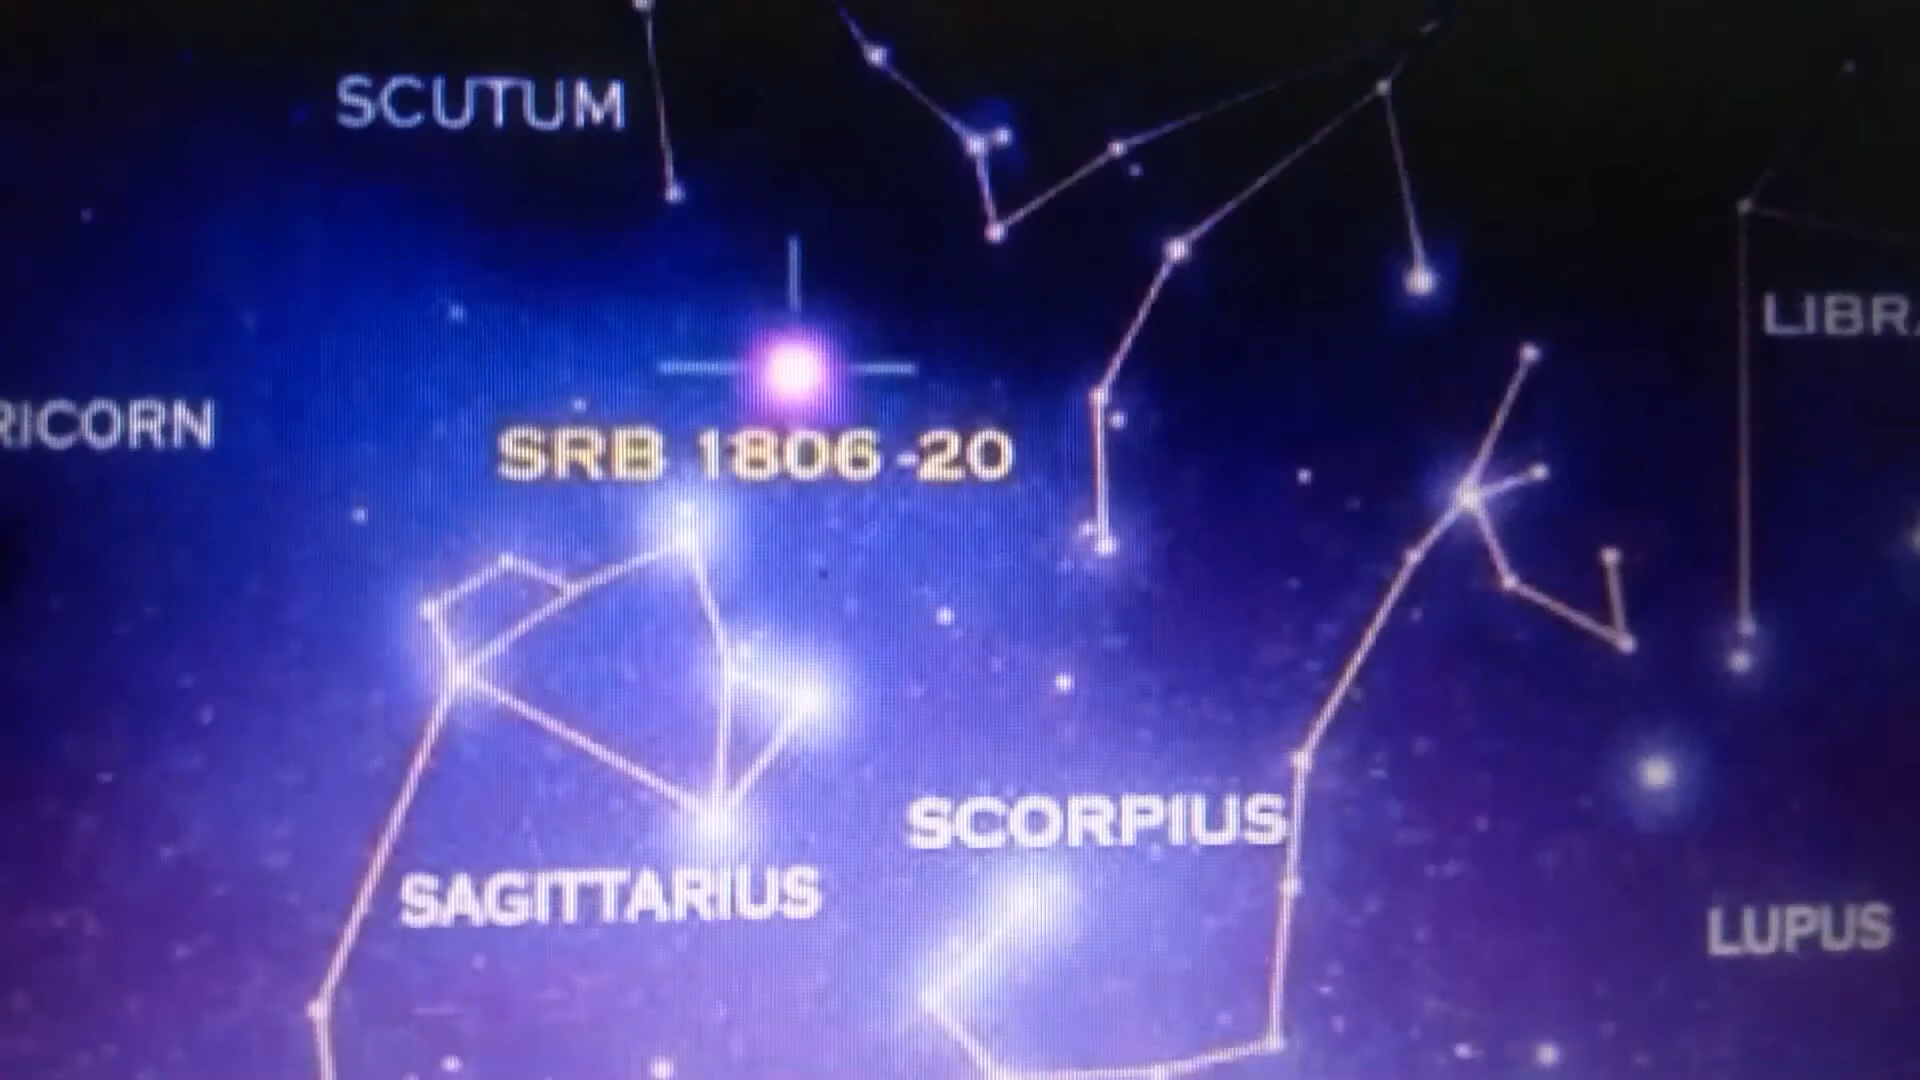 SCUTUM
LIBR
RICORN
SRB 1806-20
SCORPIUS
SAGITTARIUS
LUPUS